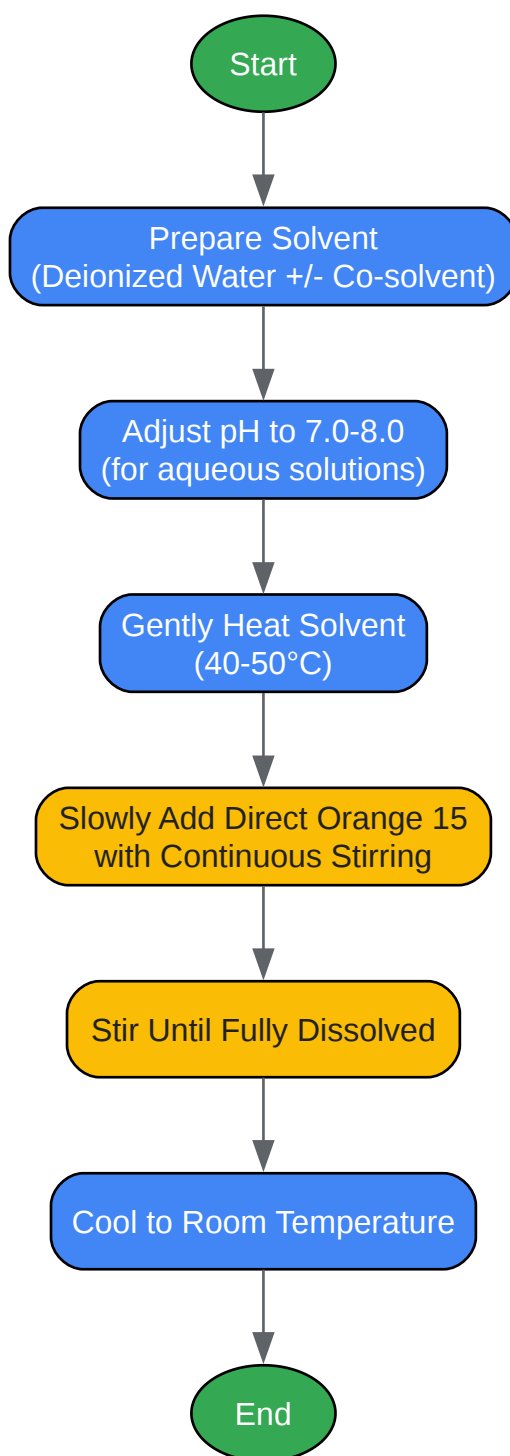 Start
Prepare Solvent
(Deionized Water +/- Co-solvent)
Adjust pH to 7.0-8.0
(for aqueous solutions)
Gently Heat Solvent
(40-50°C)
Slowly Add Direct Orange 15
with Continuous Stirring
Stir Until Fully Dissolved
Cool to Room Temperature
End